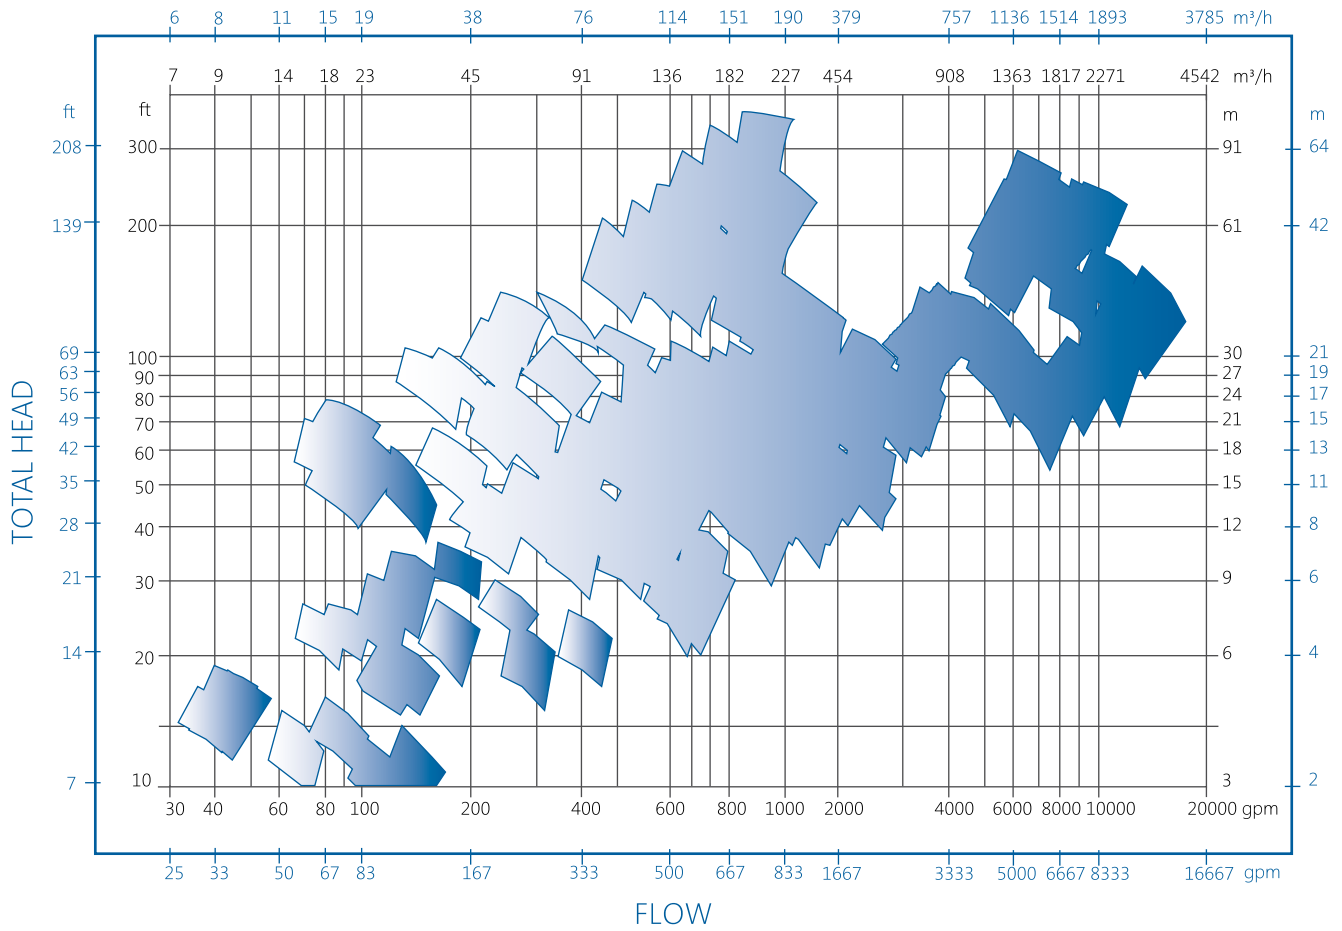 6 8 11 15 19 38 76 114 151 190 379 757 1136 1514 1893 3785 m³/h
7 9 14 18 23 45 91 136 182 227 454 908 1363 1817 2271 4542 m³/h
ft ft m m
208 300 91 64
139 200 61 42
69 100 30 21
63 90 27 19
56 80 24 17
49 70 21 15
42 60 18 13
35 50 15 11
28 40 12 8
21 30 9 6
14 20 6 4
7 10 3 2
TOTAL HEAD
30 40 60 80 100 200 400 600 800 1000 2000 4000 6000 8000 10000 20000 gpm
25 33 50 67 83 167 333 500 667 833 1667 3333 5000 6667 8333 16667 gpm
FLOW